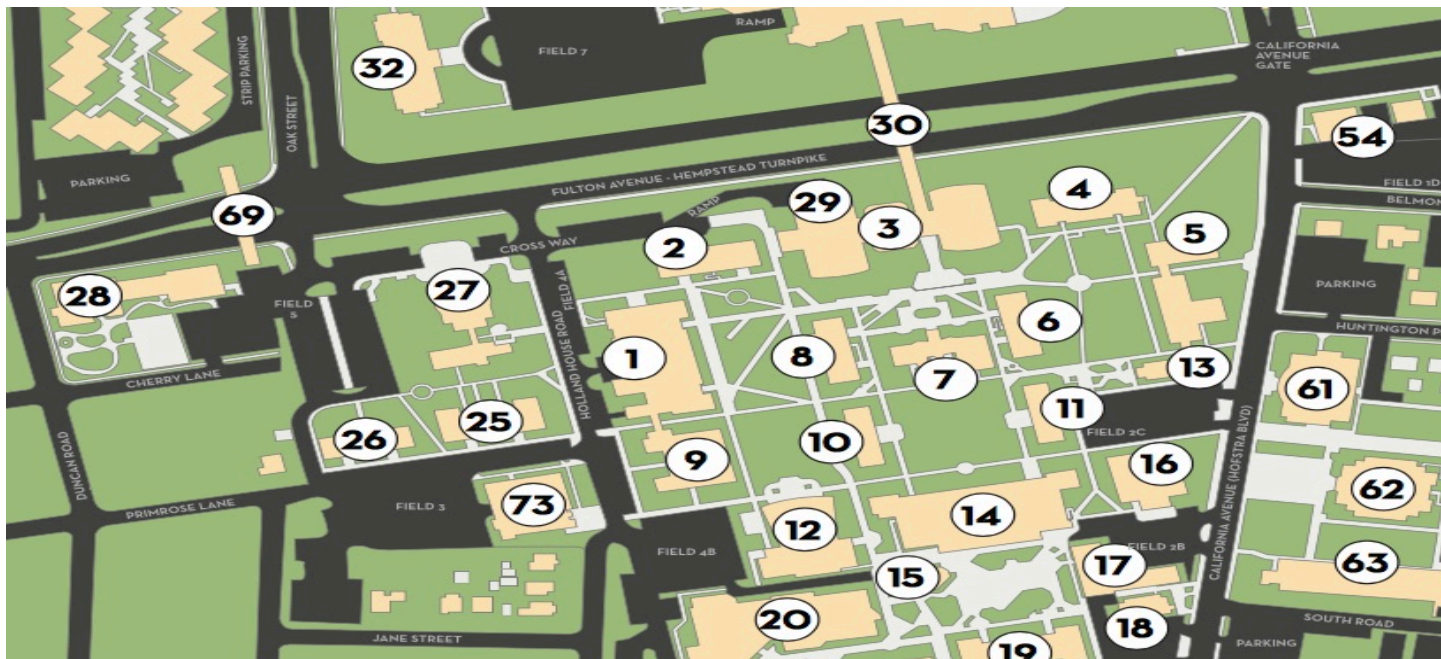 RAMP
FIELD 7
32
STRIP PARKING
OAK STREET
CALIFORNIA
AVENUE
GATE
30
54
PARKING
FULTON AVENUE - HEMPSTEAD TURNPIKE
FIELD 1D
69
RAMP
29
4
CROSS WAY
2
3
5
28
27
FIELD 4A
PARKING
FIELD
6
HUNTINGTON
1
8
7
13
CHERRY LANE
HOLLAND HOUSE ROAD
61
11
26
25
10
FIELD 2C
9
16
DUNCAN ROAD
CALIFORNIA AVENUE (HOFSTRA BLVD)
62
PRIMROSE LANE
FIELD 3
73
12
14
FIELD 4B
FIELD 2B
15
17
63
20
18
SOUTH ROAD
JANE STREET
19
PARKING